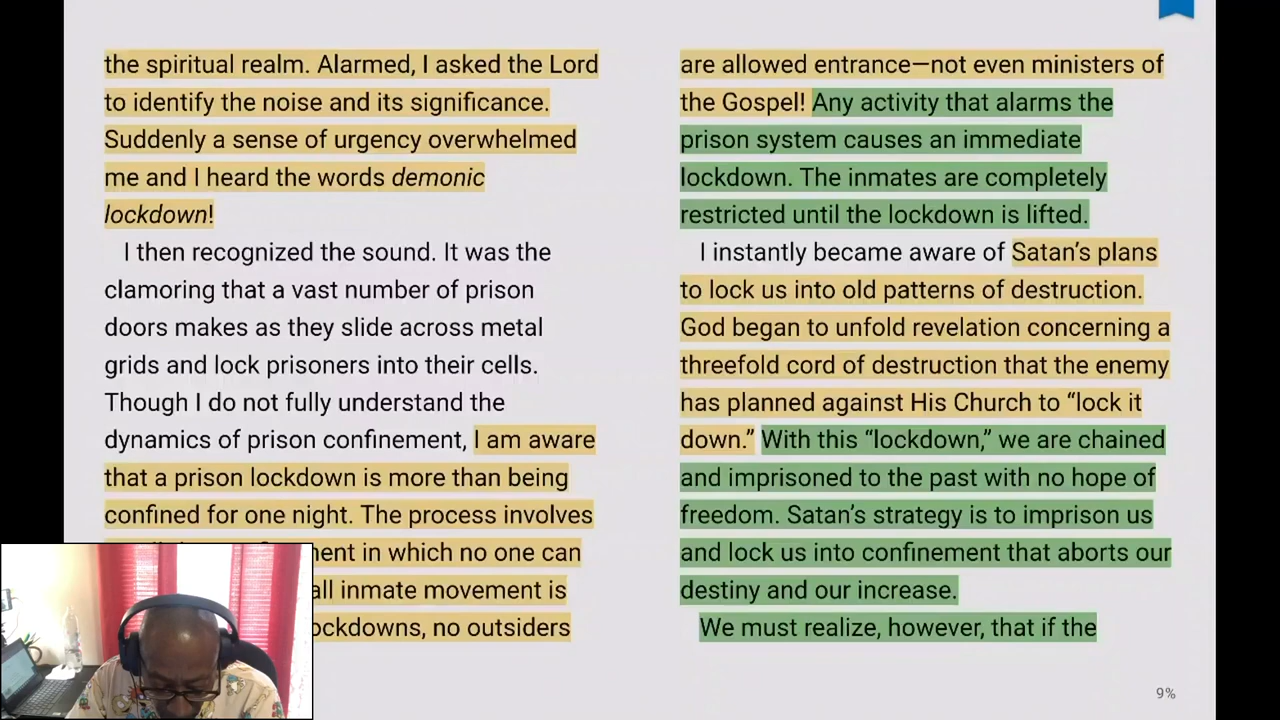 the spiritual realm. Alarmed, I asked the Lord
to identify the noise and its significance.
Suddenly a sense of urgency overwhelmed
me and I heard the words demonic
lockdown!
I then recognized the sound. It was the
clamoring that a vast number of prison
doors makes as they slide across metal
grids and lock prisoners into their cells.
Though I do not fully understand the
dynamics of prison confinement, I am aware
that a prison lockdown is more than being
confined for one night. The process involves
in which no one can
all inmate movement is
no outsiders
are allowed entrance—not even ministers of
the Gospel! Any activity that alarms the
prison system causes an immediate
lockdown. The inmates are completely
restricted until the lockdown is lifted.
I instantly became aware of Satan’s plans
to lock us into old patterns of destruction.
God began to unfold revelation concerning a
threefold cord of destruction that the enemy
has planned against His Church to “lock it
down.” With this “lockdown,” we are chained
and imprisoned to the past with no hope of
freedom. Satan’s strategy is to imprison us
and lock us into confinement that aborts our
destiny and our increase.
We must realize, however, that if the
9%